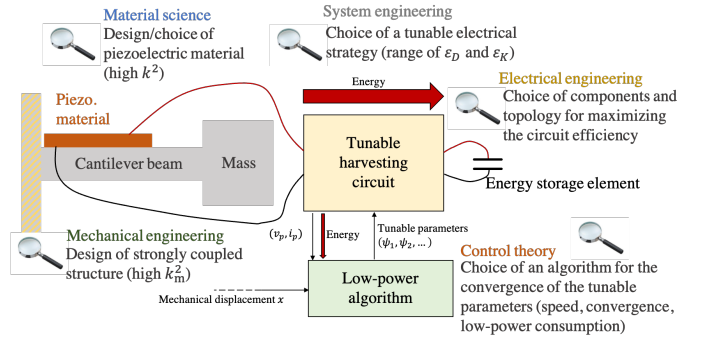 Material science
Design/choice of
piezoelectric material
(high k²)
System engineering
Choice of a tunable electrical
strategy (range of ε_D and ε_K)
Energy
Electrical engineering
Choice of components and
topology for maximizing
the circuit efficiency
Piezo.
material
Cantilever beam
Mass
Tunable
harvesting
circuit
Energy storage element
Mechanical engineering
Design of strongly coupled
structure (high k_m²)
(v_p, i_p)
Energy
Tunable parameters
(ψ₁, ψ₂, …)
Control theory
Choice of an algorithm for the
convergence of the tunable
parameters (speed, convergence,
low-power consumption)
Low-power
algorithm
Mechanical displacement x